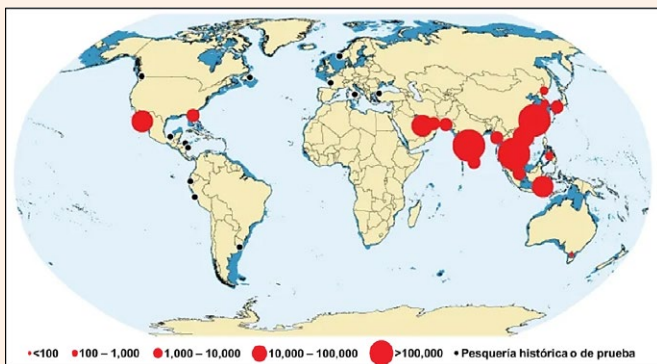 <100 100 – 1,000 1,000 – 10,000 10,000 – 100,000 >100,000 Pesquería histórica o de prueba